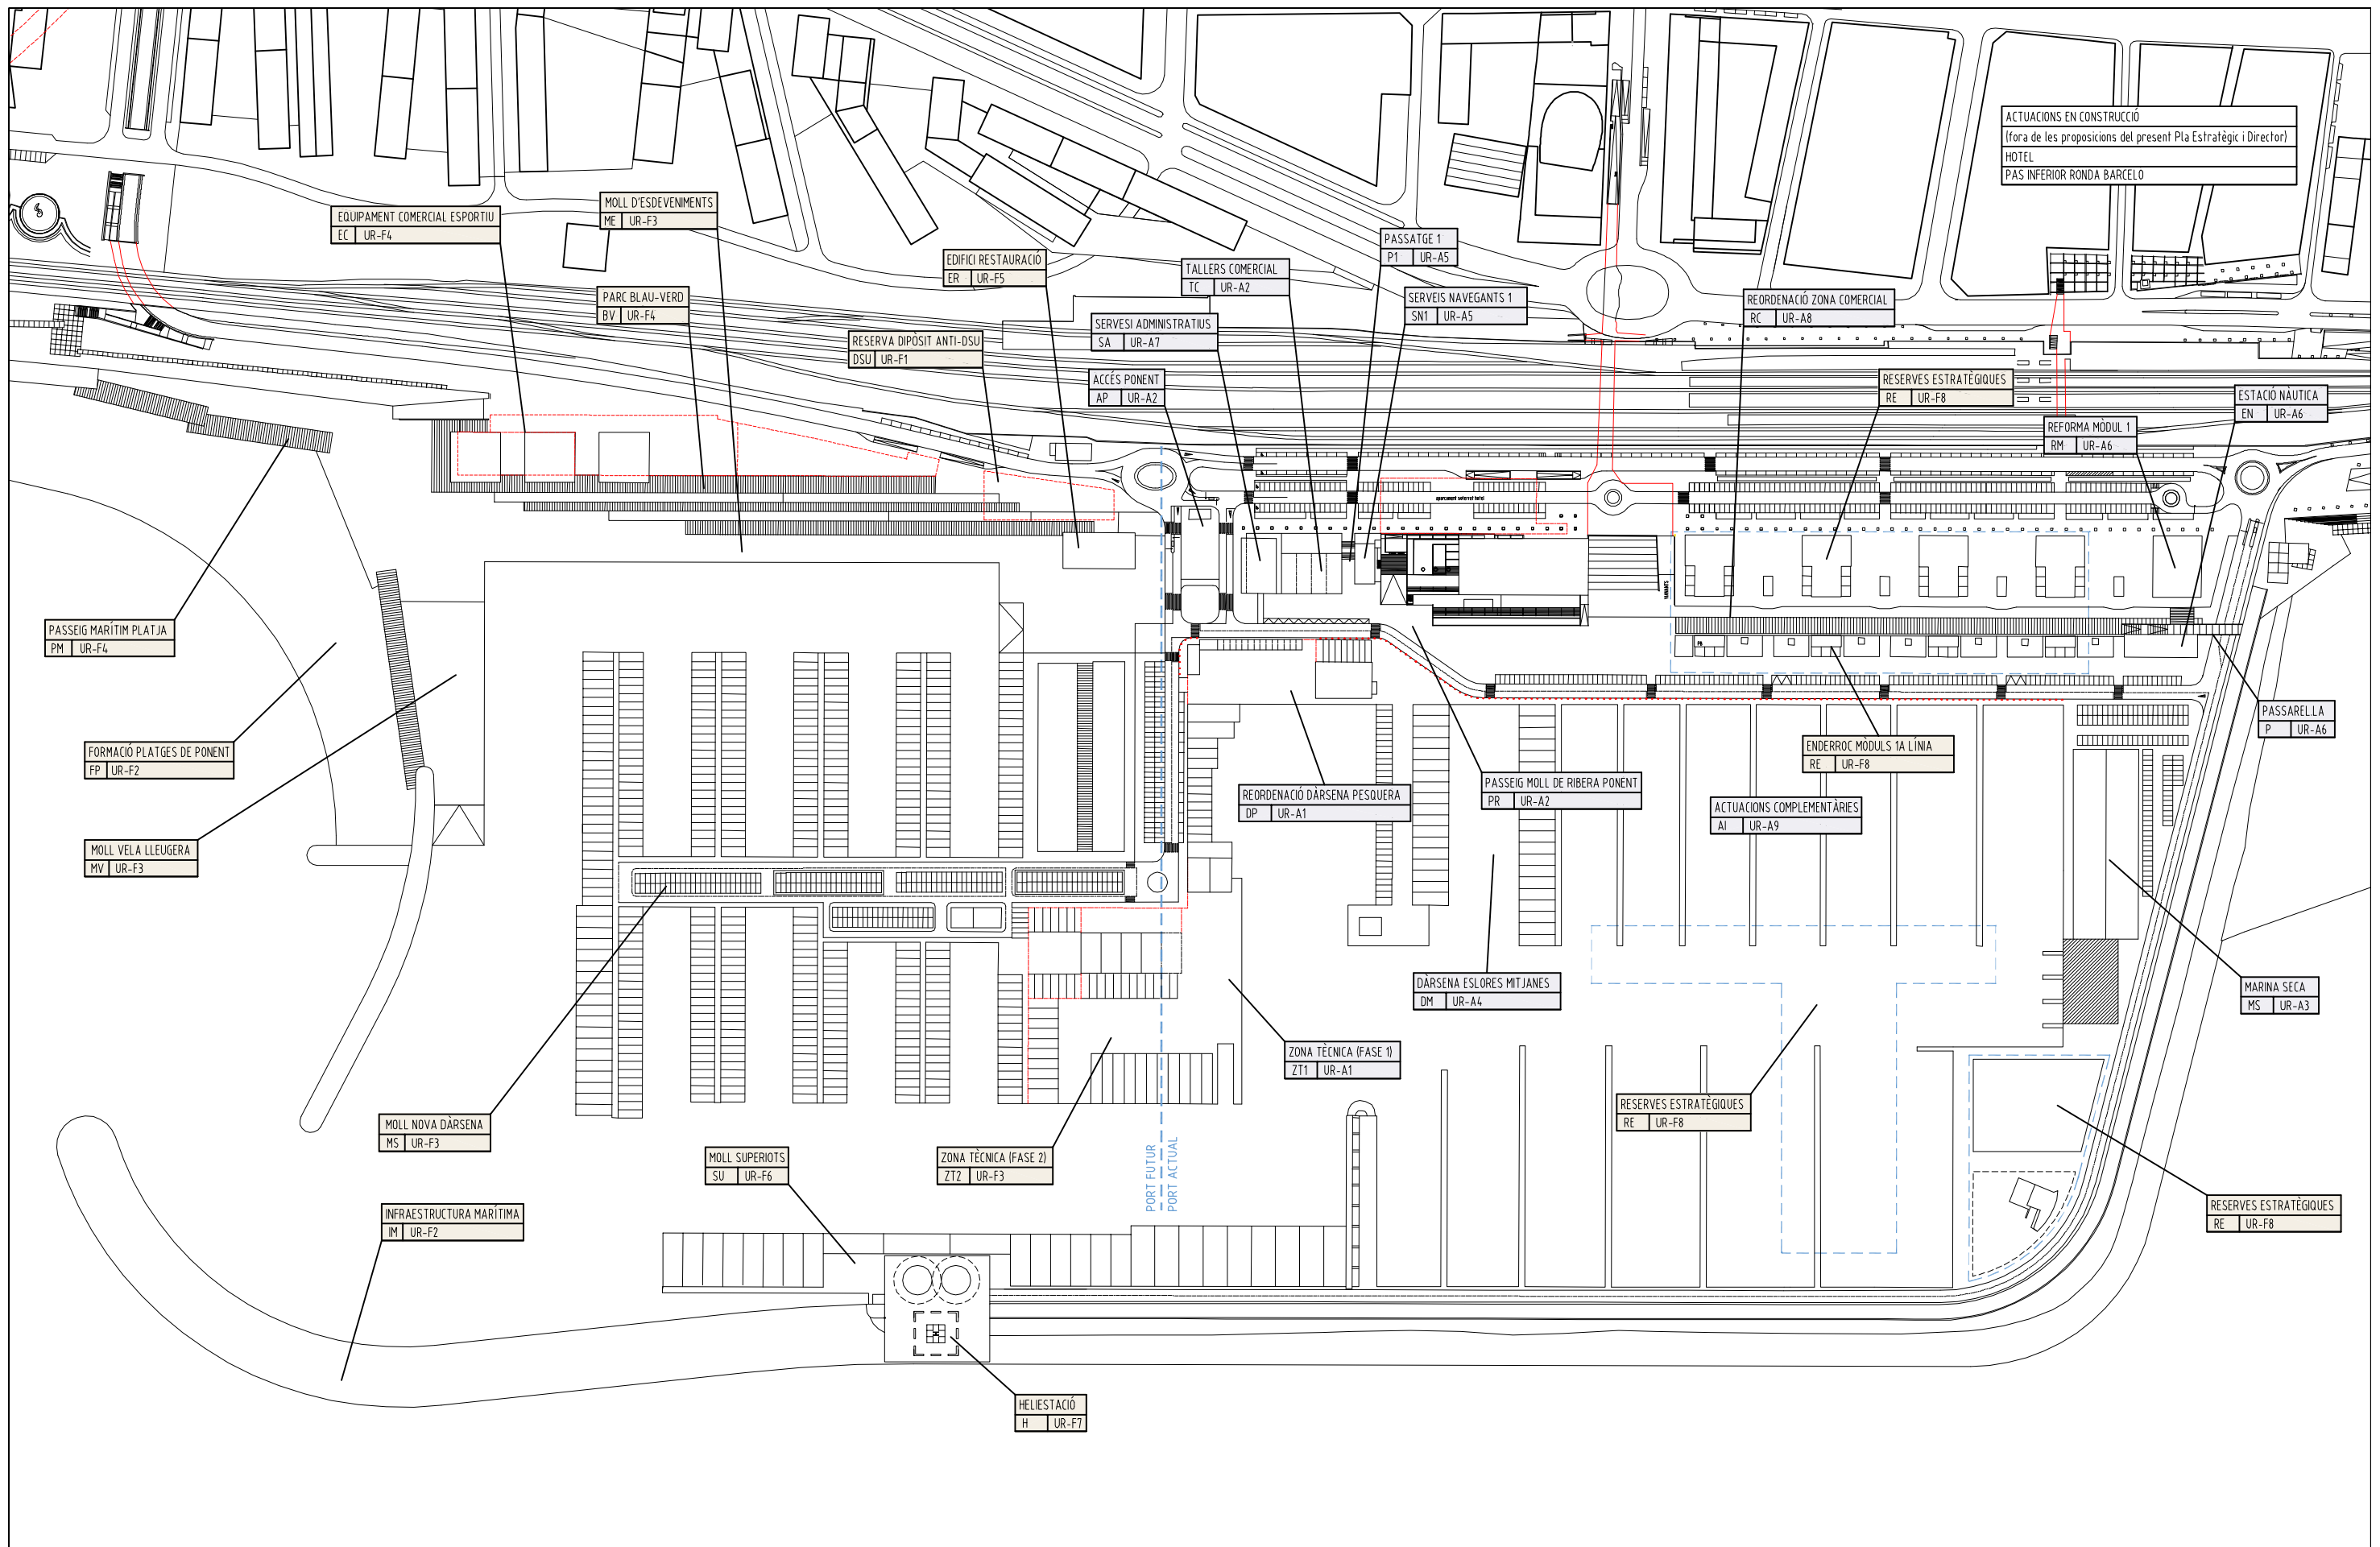 ACTUACIONS EN CONSTRUCCIÓ
(fora de les proposicions del present Pla Estratègic i Director)
HOTEL
PAS INFERIOR RONDA BARCELO
MOLL D'ESDEVENIMENTS
ME UR-F3
EQUIPAMENT COMERCIAL ESPORTIU
EC UR-F4
PASSATGE 1
P1 UR-A5
EDIFICI RESTAURACIÓ
ER UR-F5
TALLERS COMERCIAL
TC UR-A2
PARC BLAU-VERD
BV UR-F4
SERVEIS NAVEGANTS 1
SN1 UR-A5
REORDENACIÓ ZONA COMERCIAL
RC UR-A8
SERVESI ADMINISTRATIUS
SA UR-A7
RESERVA DIPÒSIT ANTI-DSU
DSU UR-F1
ACCÉS PONENT
AP UR-A2
RESERVES ESTRATÈGIQUES
RE UR-F8
ESTACIÓ NÀUTICA
EN UR-A6
REFORMA MÒDUL 1
RM UR-A6
aparcament soterrat hotel
PASSEIG MARÍTIM PLATJA
PM UR-F4
PASSAREL.LA
P UR-A6
FORMACIÓ PLATGES DE PONENT
FP UR-F2
ENDERROC MÒDULS 1A LÍNIA
RE UR-F8
PASSEIG MOLL DE RIBERA PONENT
PR UR-A2
REORDENACIÓ DÀRSENA PESQUERA
DP UR-A1
ACTUACIONS COMPLEMENTÀRIES
AI UR-A9
MOLL VELA LLEUGERA
MV UR-F3
DÀRSENA ESLORES MITJANES
DM UR-A4
MARINA SECA
MS UR-A3
ZONA TÈCNICA (FASE 1)
ZT1 UR-A1
RESERVES ESTRATÈGIQUES
RE UR-F8
MOLL NOVA DÀRSENA
MS UR-F3
MOLL SUPERIOTS
SU UR-F6
ZONA TÈCNICA (FASE 2)
ZT2 UR-F3
PORT FUTUR
PORT ACTUAL
RESERVES ESTRATÈGIQUES
RE UR-F8
INFRAESTRUCTURA MARÍTIMA
IM UR-F2
HELIESTACIÓ
H UR-F7